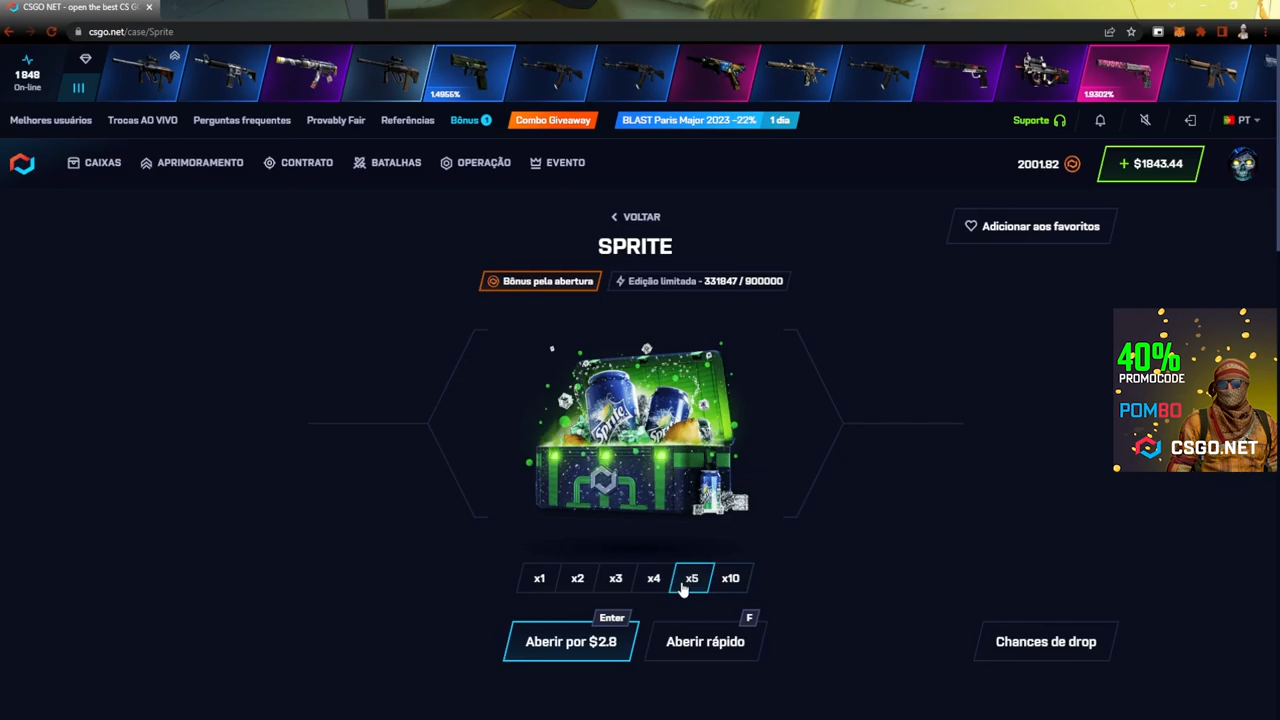 CSGO NET - open the best CS G
csgo.net/case/Sprite
1 848
On-line
1.4955%
1.9302%
Melhores usuários
Trocas AO VIVO
Perguntas frequentes
Provably Fair
Referências
Bônus 1
Combo Giveaway
BLAST Paris Major 2023 -22% 1 dia
Suporte
PT
CAIXAS
APRIMORAMENTO
CONTRATO
BATALHAS
OPERAÇÃO
EVENTO
2001.82
+ $1843.44
VOLTAR
SPRITE
Adicionar aos favoritos
Bônus pela abertura
Edição limitada - 331847 / 900000
Sprite
Sprite
40%
PROMOCODE
POMBO
CSGO.NET
x1
x2
x3
x4
x5
x10
Enter
F
Aberir por $2.8
Aberir rápido
Chances de drop